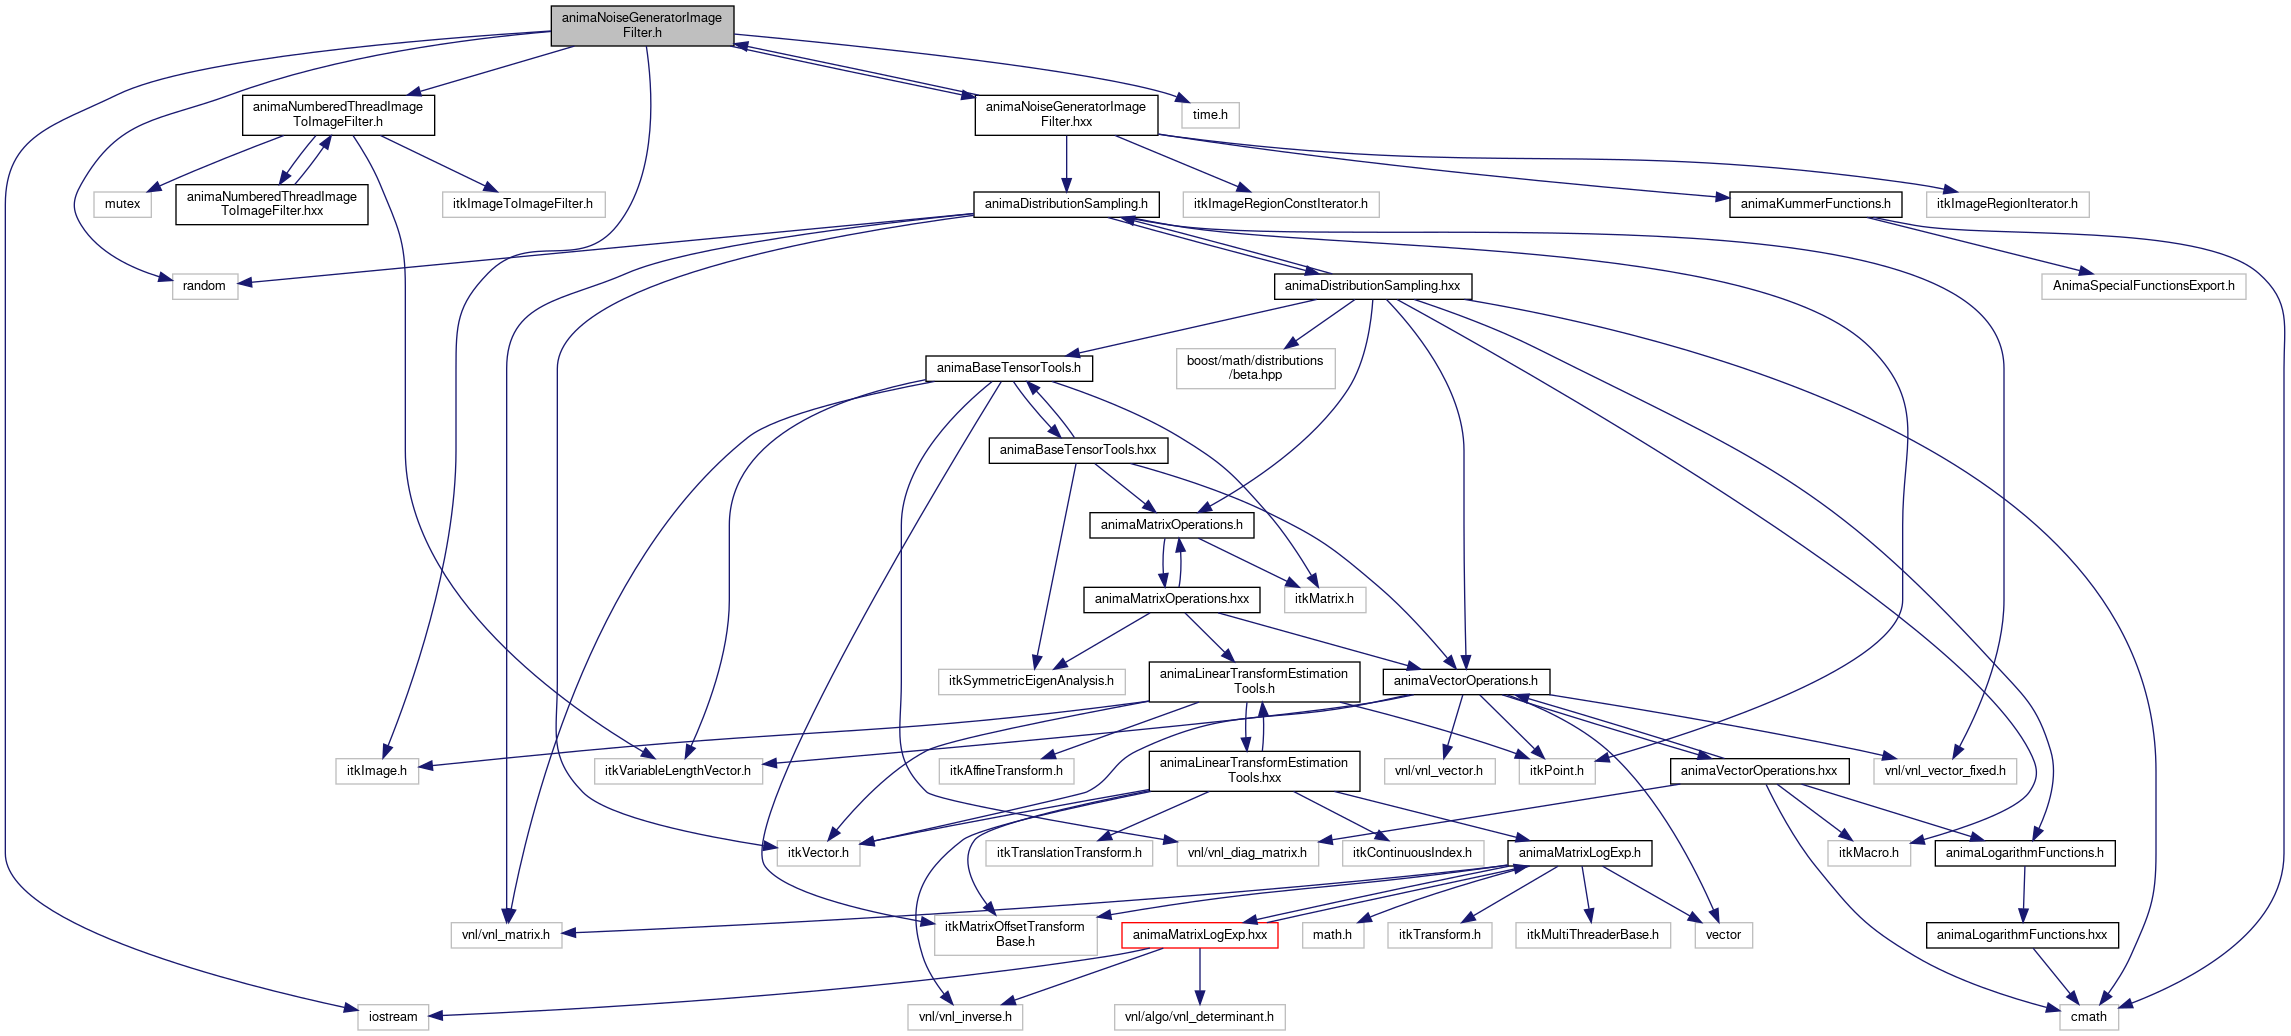 animaNoiseGeneratorImage
Filter.h
animaNumberedThreadImage
ToImageFilter.h
animaNoiseGeneratorImage
Filter.hxx
time.h
mutex
animaNumberedThreadImage
ToImageFilter.hxx
itkImageToImageFilter.h
animaDistributionSampling.h
itkImageRegionConstIterator.h
animaKummerFunctions.h
itkImageRegionIterator.h
random
animaDistributionSampling.hxx
AnimaSpecialFunctionsExport.h
animaBaseTensorTools.h
boost/math/distributions
/beta.hpp
animaBaseTensorTools.hxx
animaMatrixOperations.h
animaMatrixOperations.hxx
itkMatrix.h
itkSymmetricEigenAnalysis.h
animaLinearTransformEstimation
Tools.h
animaVectorOperations.h
itkImage.h
itkVariableLengthVector.h
itkAffineTransform.h
animaLinearTransformEstimation
Tools.hxx
vnl/vnl_vector.h
itkPoint.h
animaVectorOperations.hxx
vnl/vnl_vector_fixed.h
itkVector.h
itkTranslationTransform.h
vnl/vnl_diag_matrix.h
itkContinuousIndex.h
animaMatrixLogExp.h
itkMacro.h
animaLogarithmFunctions.h
vnl/vnl_matrix.h
itkMatrixOffsetTransform
Base.h
animaMatrixLogExp.hxx
math.h
itkTransform.h
itkMultiThreaderBase.h
vector
animaLogarithmFunctions.hxx
iostream
vnl/vnl_inverse.h
vnl/algo/vnl_determinant.h
cmath